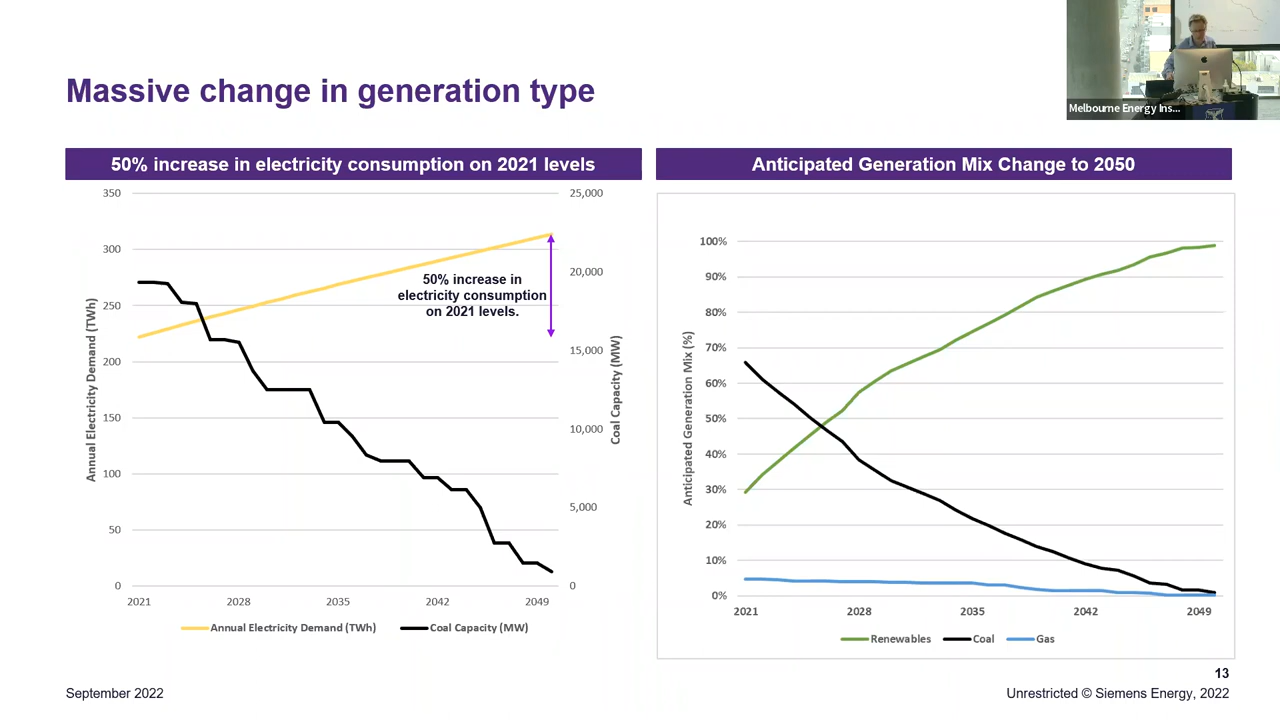 Melbourne Energy Ins...
Massive change in generation type
50% increase in electricity consumption on 2021 levels
350
300
250
200
150
100
50
0
Annual Electricity Demand (TWh)
25,000
20,000
15,000
10,000
5,000
0
Coal Capacity (MW)
50% increase in
electricity consumption
on 2021 levels.
2021 2028 2035 2042 2049
Annual Electricity Demand (TWh) Coal Capacity (MW)
Anticipated Generation Mix Change to 2050
100%
90%
80%
70%
60%
50%
40%
30%
20%
10%
0%
Anticipated Generation Mix (%)
2021 2028 2035 2042 2049
Renewables Coal Gas
13
September 2022
Unrestricted © Siemens Energy, 2022